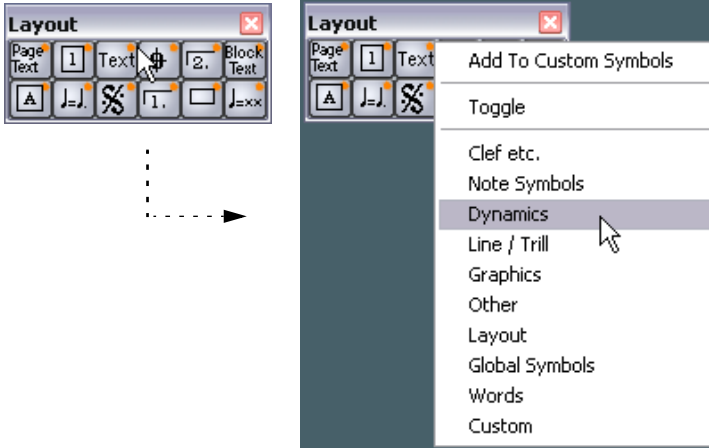 Layout
Page Text 1 Text 2. Block Text
A ♩=♩. 1. ♩=xx
Layout
Page Text 1 Text
A ♩=♩.
Add To Custom Symbols
Toggle
Clef etc.
Note Symbols
Dynamics
Line / Trill
Graphics
Other
Layout
Global Symbols
Words
Custom